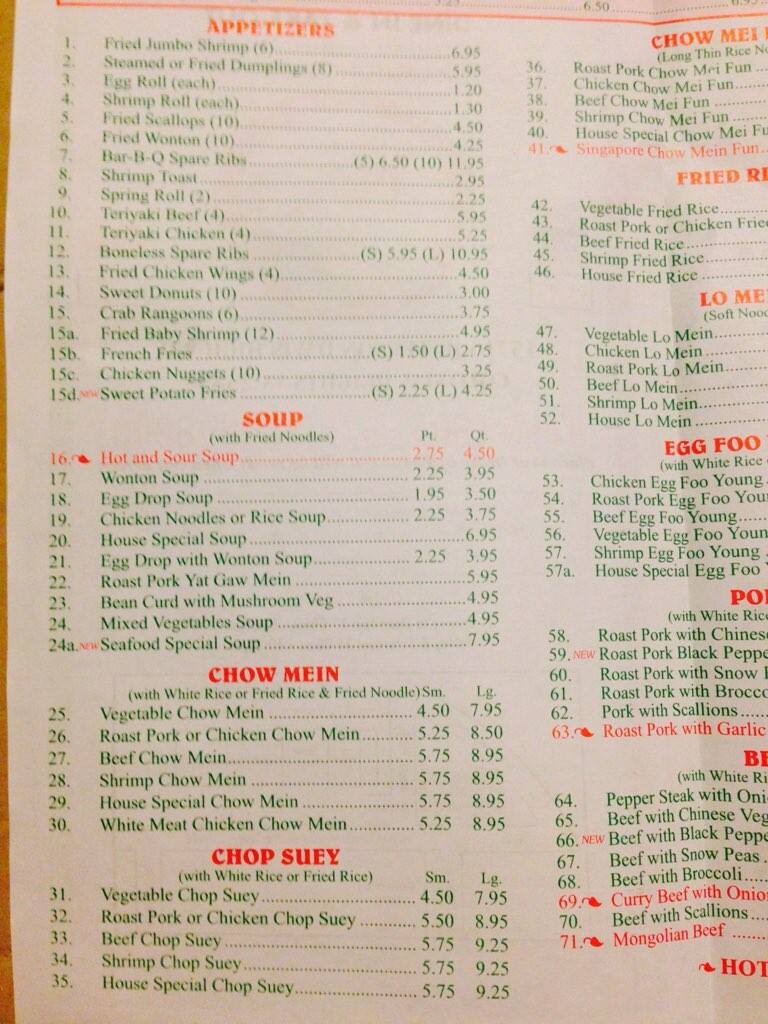 6.50
APPETIZERS
1. Fried Jumbo Shrimp (6) 6.95
2. Steamed or Fried Dumplings (8) 5.95
3. Egg Roll (each) 1.20
4. Shrimp Roll (each) 1.30
5. Fried Scallops (10) 4.50
6. Fried Wonton (10) 4.25
7. Bar-B-Q Spare Ribs (5) 6.50 (10) 11.95
8. Shrimp Toast 2.95
9. Spring Roll (2) 2.25
10. Teriyaki Beef (4) 5.95
11. Teriyaki Chicken (4) 5.25
12. Boneless Spare Ribs (S) 5.95 (L) 10.95
13. Fried Chicken Wings (4) 4.50
14. Sweet Donuts (10) 3.00
15. Crab Rangoons (6) 3.75
15a. Fried Baby Shrimp (12) 4.95
15b. French Fries (S) 1.50 (L) 2.75
15c. Chicken Nuggets (10) 3.25
15d. NEW Sweet Potato Fries (S) 2.25 (L) 4.25
SOUP
(with Fried Noodles) Pt. Qt.
16. Hot and Sour Soup 2.75 4.50
17. Wonton Soup 2.25 3.95
18. Egg Drop Soup 1.95 3.50
19. Chicken Noodles or Rice Soup 2.25 3.75
20. House Special Soup 6.95
21. Egg Drop with Wonton Soup 2.25 3.95
22. Roast Pork Yat Gaw Mein 5.95
23. Bean Curd with Mushroom Veg 4.95
24. Mixed Vegetables Soup 4.95
24a. NEW Seafood Special Soup 7.95
CHOW MEIN
(with White Rice or Fried Rice & Fried Noodle) Sm. Lg.
25. Vegetable Chow Mein 4.50 7.95
26. Roast Pork or Chicken Chow Mein 5.25 8.50
27. Beef Chow Mein 5.75 8.95
28. Shrimp Chow Mein 5.75 8.95
29. House Special Chow Mein 5.75 8.95
30. White Meat Chicken Chow Mein 5.25 8.95
CHOP SUEY
(with White Rice or Fried Rice) Sm. Lg.
31. Vegetable Chop Suey 4.50 7.95
32. Roast Pork or Chicken Chop Suey 5.50 8.95
33. Beef Chop Suey 5.75 9.25
34. Shrimp Chop Suey 5.75 9.25
35. House Special Chop Suey 5.75 9.25
CHOW MEI
(Long Thin Rice No
36. Roast Pork Chow Mei Fun
37. Chicken Chow Mei Fun
38. Beef Chow Mei Fun
39. Shrimp Chow Mei Fun
40. House Special Chow Mei Fu
41. Singapore Chow Mein Fun
FRIED RI
42. Vegetable Fried Rice
43. Roast Pork or Chicken Fried
44. Beef Fried Rice
45. Shrimp Fried Rice
46. House Fried Rice
LO ME
(Soft Nood
47. Vegetable Lo Mein
48. Chicken Lo Mein
49. Roast Pork Lo Mein
50. Beef Lo Mein
51. Shrimp Lo Mein
52. House Lo Mein
EGG FOO
(with White Rice
53. Chicken Egg Foo Young
54. Roast Pork Egg Foo You
55. Beef Egg Foo Young
56. Vegetable Egg Foo Youn
57. Shrimp Egg Foo Young
57a. House Special Egg Foo
PO
(with White Rice
58. Roast Pork with Chines
59. NEW Roast Pork Black Peppe
60. Roast Pork with Snow
61. Roast Pork with Brocco
62. Pork with Scallions
63. Roast Pork with Garlic
BE
(with White Ri
64. Pepper Steak with Oni
65. Beef with Chinese Veg
66. NEW Beef with Black Peppe
67. Beef with Snow Peas
68. Beef with Broccoli
69. Curry Beef with Onion
70. Beef with Scallions
71. Mongolian Beef
HOT